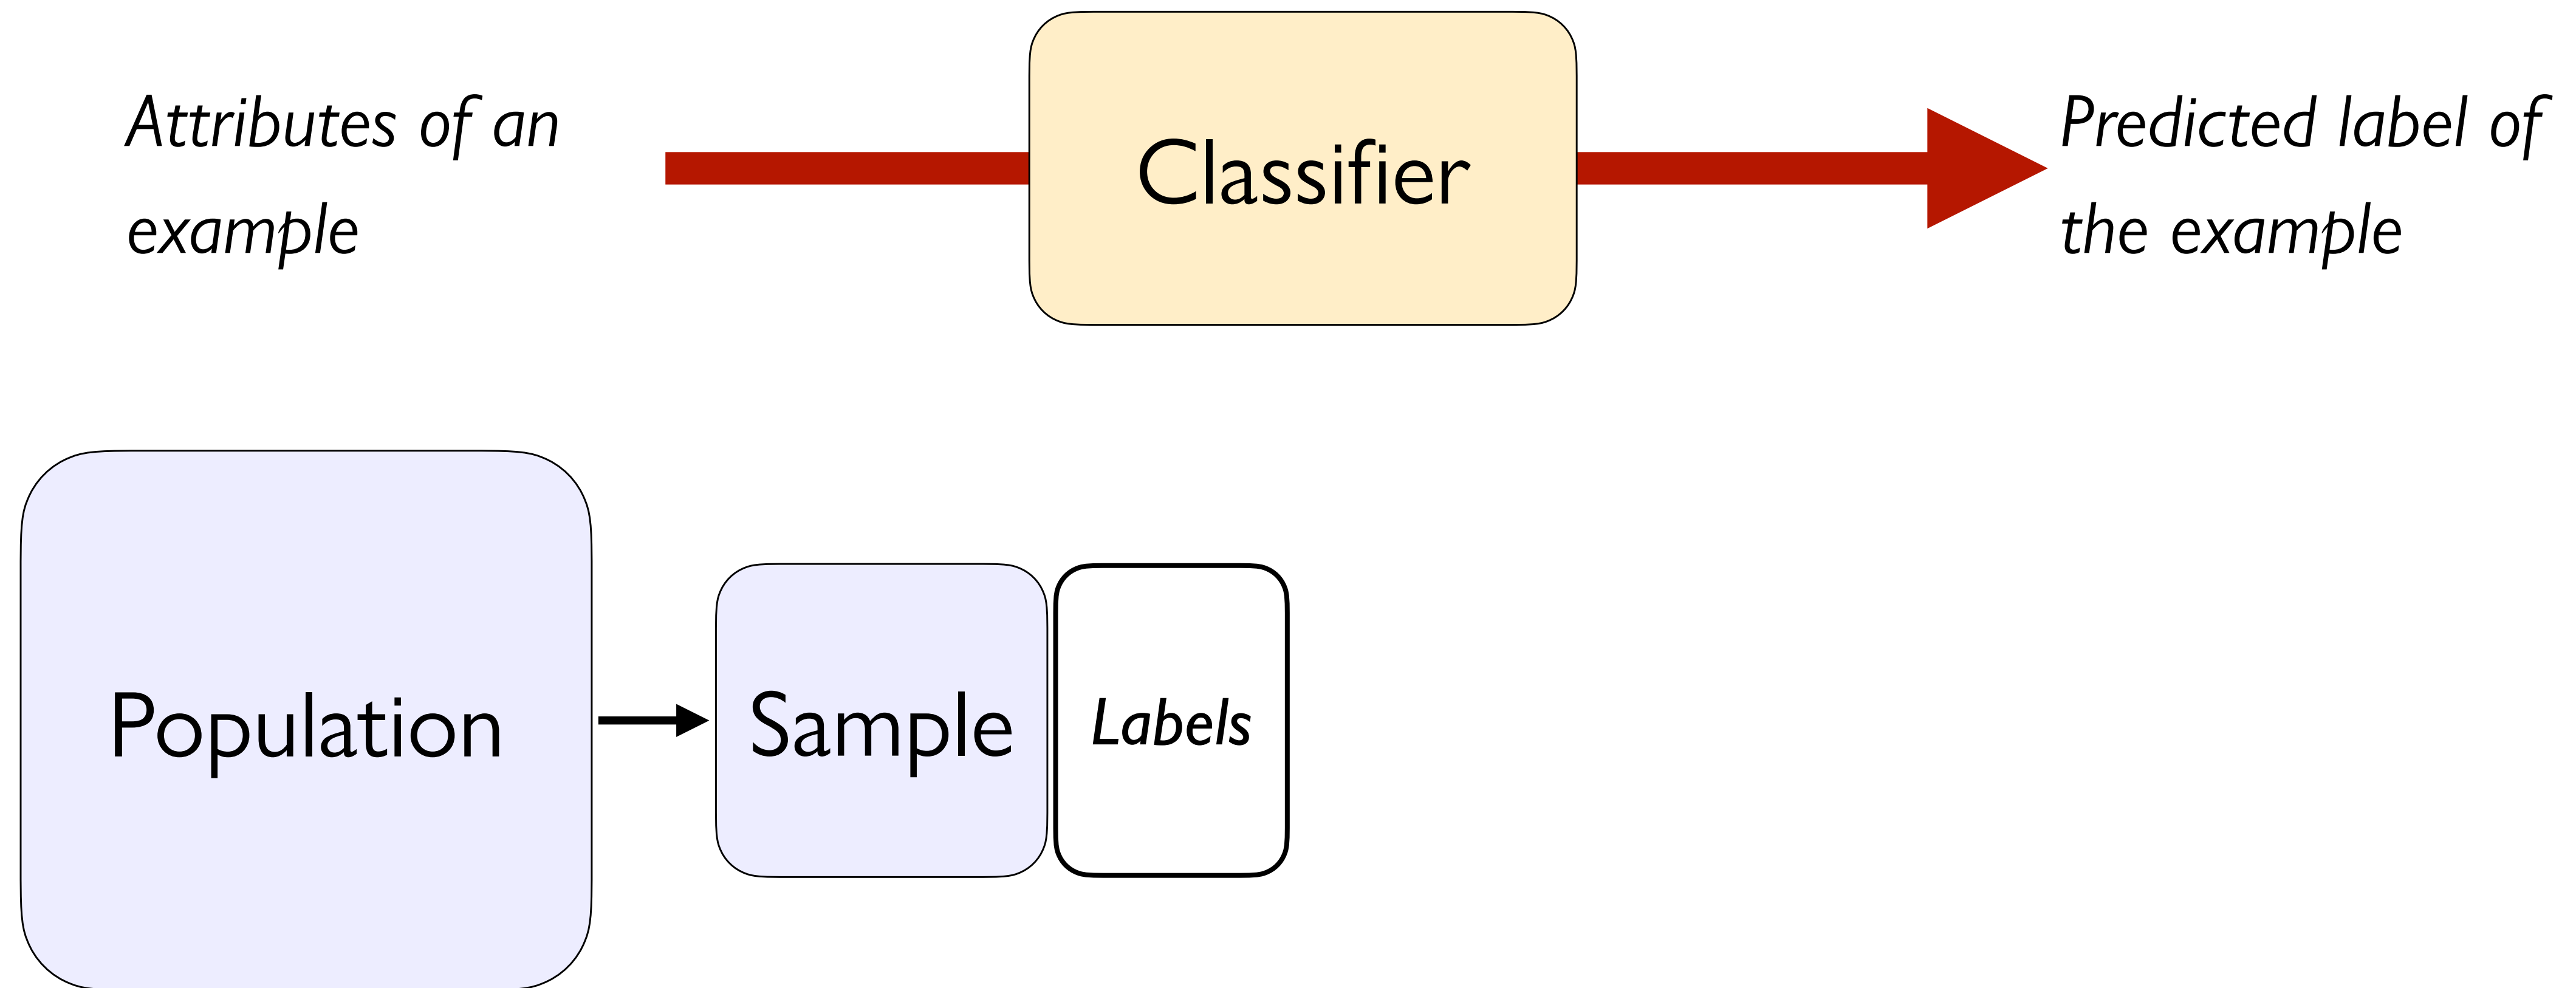 Attributes of an
example
Classifier
Predicted label of
the example
Population
Sample
Labels